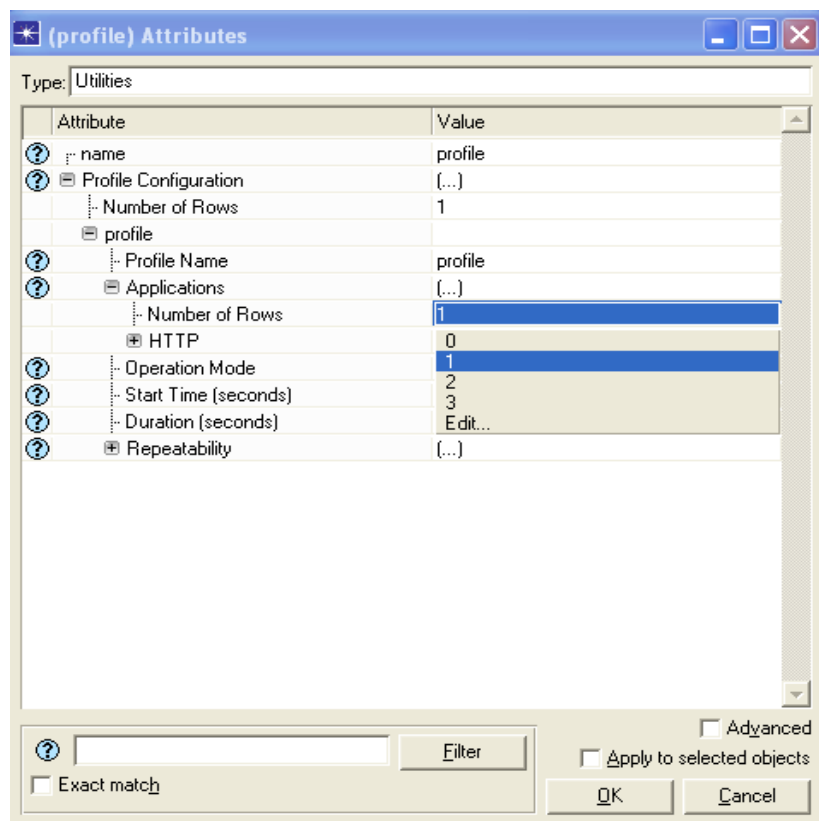 (profile) Attributes
Type: Utilities
Attribute Value
? name profile
? Profile Configuration (...)
Number of Rows 1
profile
? Profile Name profile
? Applications (...)
Number of Rows 1
HTTP 0
? Operation Mode 1
? Start Time (seconds) 2
3
? Duration (seconds) Edit...
? Repeatability (...)
Advanced
? Filter
Apply to selected objects
Exact match
OK Cancel